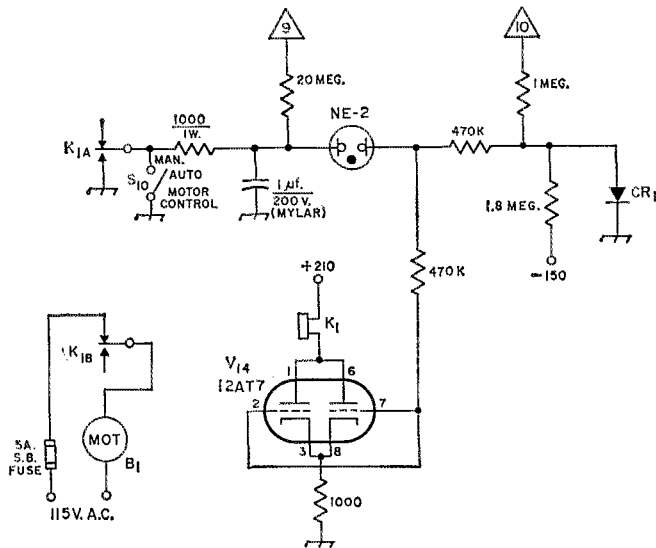 9
10
20 MEG.
1 MEG.
NE-2
1000
1W.
470K
K1A
MAN.
S10
AUTO
MOTOR
CONTROL
1 µf.
200 V.
(MYLAR)
CR1
1.8 MEG.
-150
470K
+210
K1
K1B
V14
12AT7
1
6
2
7
3
8
MOT
B1
5A.
S.B.
FUSE
1000
115V. A.C.